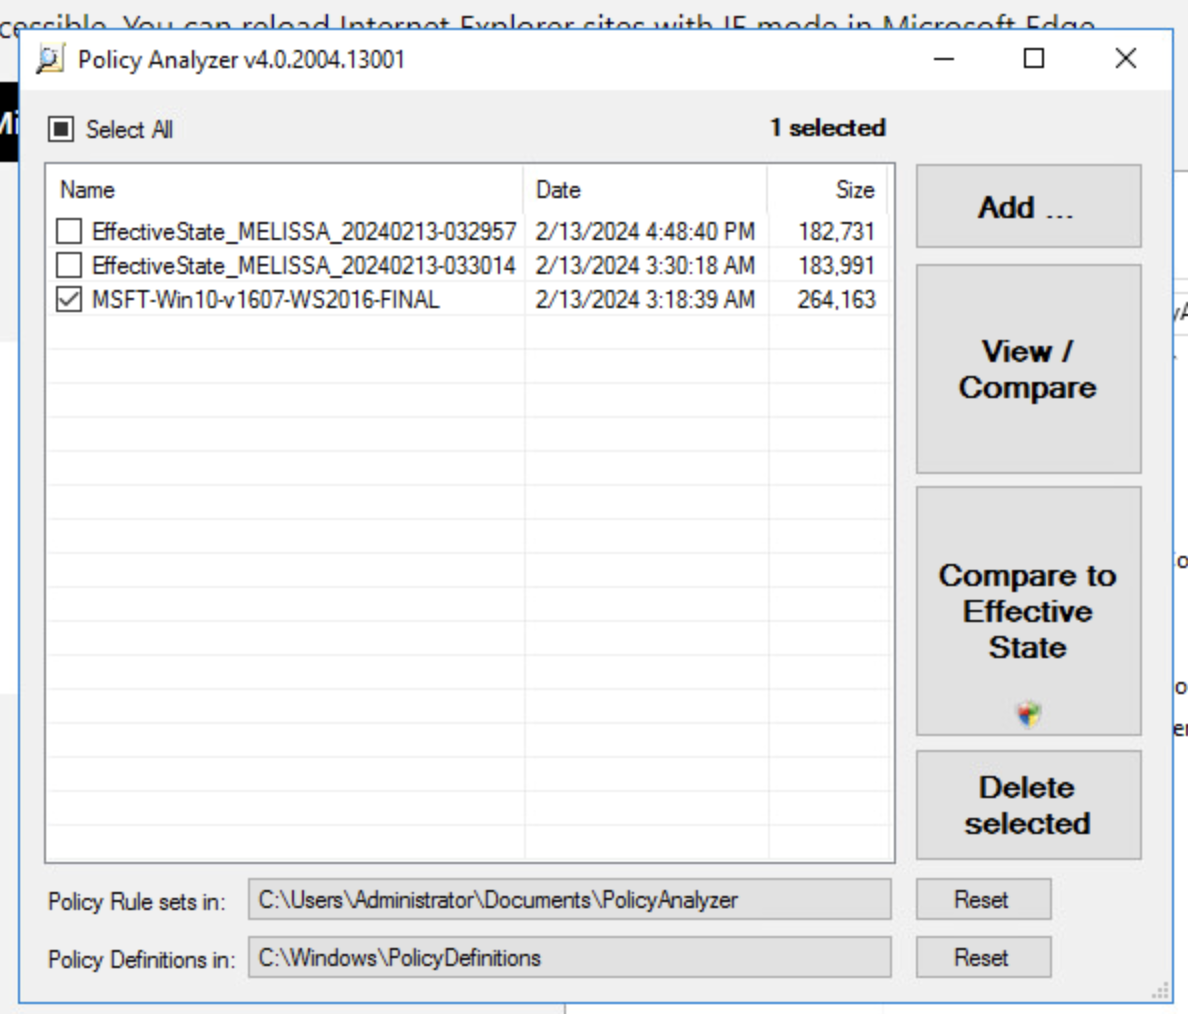 You can reload Internet Explorer sites with IE mode in Microsoft Edge
Policy Analyzer v4.0.2004.13001
Select All
1 selected
Name Date Size
EffectiveState_MELISSA_20240213-032957 2/13/2024 4:48:40 PM 182,731
EffectiveState_MELISSA_20240213-033014 2/13/2024 3:30:18 AM 183,991
MSFT-Win10-v1607-WS2016-FINAL 2/13/2024 3:18:39 AM 264,163
Add ...
View /
Compare
Compare to
Effective
State
Delete
selected
Policy Rule sets in: C:\Users\Administrator\Documents\PolicyAnalyzer Reset
Policy Definitions in: C:\Windows\PolicyDefinitions Reset